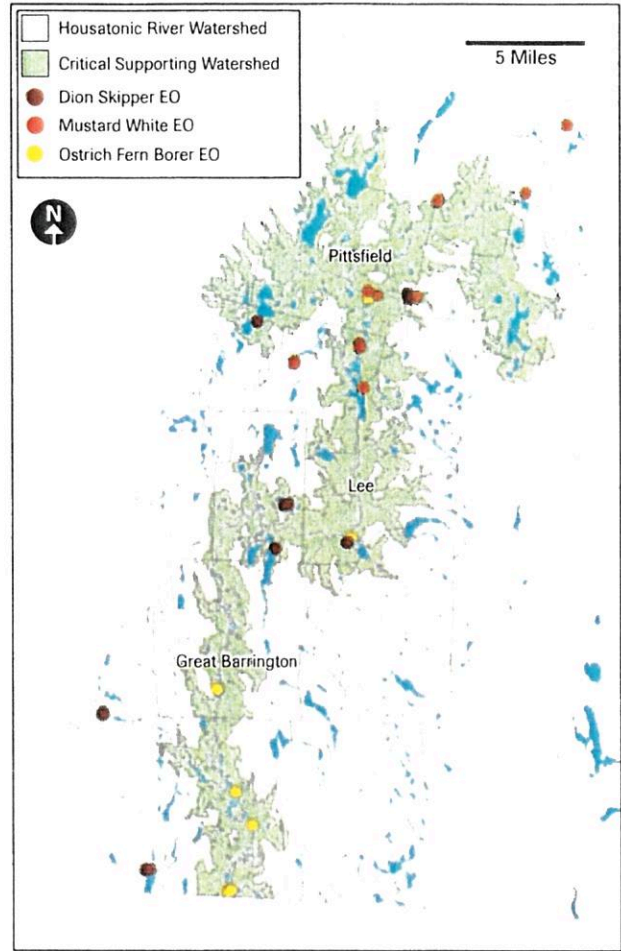 Housatonic River Watershed
Critical Supporting Watershed
Dion Skipper EO
Mustard White EO
Ostrich Fern Borer EO
5 Miles
N
Pittsfield
Lee
Great Barrington